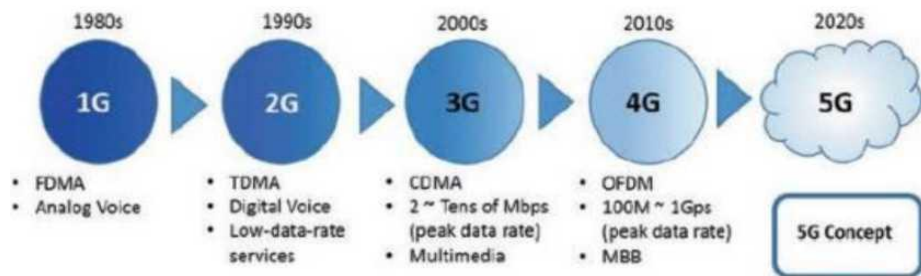 1980s
1990s
2000s
2010s
2020s
1G
2G
3G
4G
5G
• FDMA
• Analog Voice
• TDMA
• Digital Voice
• Low-data-rate
services
• CDMA
• 2 ~ Tens of Mbps
(peak data rate)
• Multimedia
• OFDM
• 100M ~ 1Gps
(peak data rate)
• MBB
5G Concept